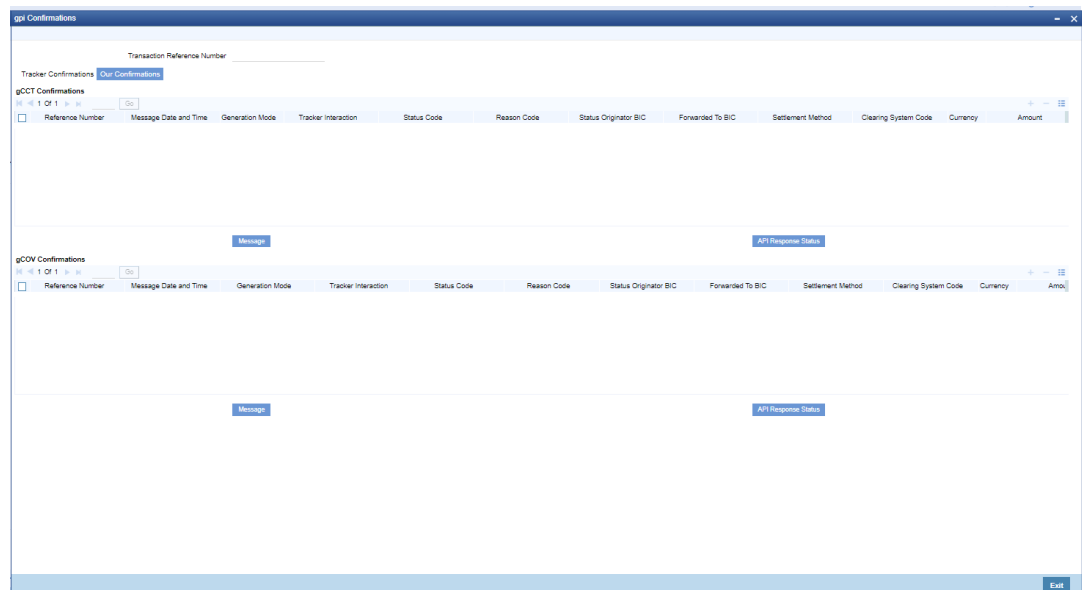 gpi Confirmations
Transaction Reference Number
Tracker Confirmations Our Confirmations
gCCT Confirmations
1 Of 1 Go
Reference Number Message Date and Time Generation Mode Tracker Interaction Status Code Reason Code Status Originator BIC Forwarded To BIC Settlement Method Clearing System Code Currency Amount
Message API Response Status
gCOV Confirmations
1 Of 1 Go
Reference Number Message Date and Time Generation Mode Tracker Interaction Status Code Reason Code Status Originator BIC Forwarded To BIC Settlement Method Clearing System Code Currency Amou
Message API Response Status
Exit